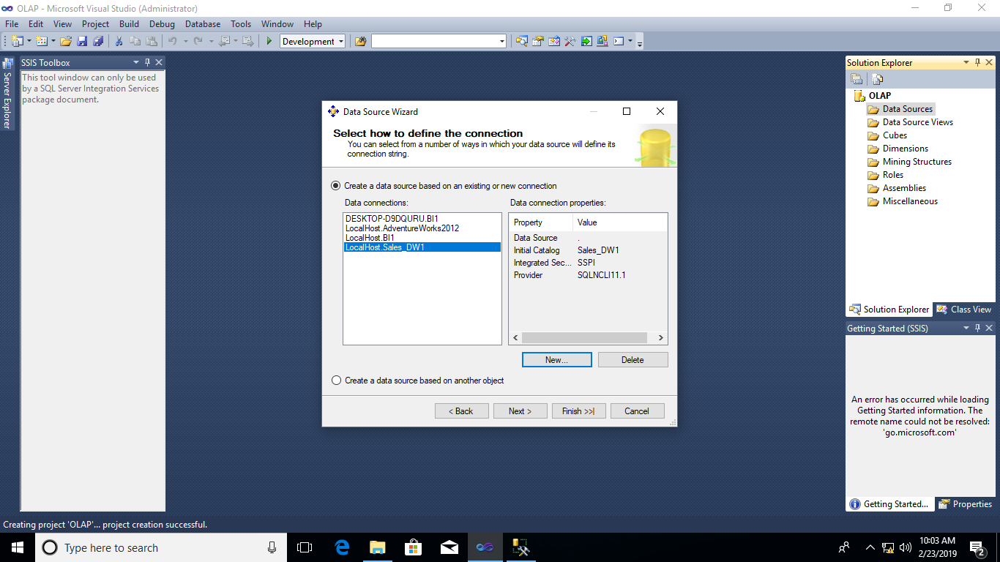 OLAP - Microsoft Visual Studio (Administrator)
File Edit View Project Build Debug Database Tools Window Help
Development
Server Explorer
SSIS Toolbox
This tool window can only be used
by a SQL Server Integration Services
package document.
Data Source Wizard
Select how to define the connection
You can select from a number of ways in which your data source will define its
connection string.
Create a data source based on an existing or new connection
Data connections:
DESKTOP-D9DQURU.BI1
LocalHost.AdventureWorks2012
LocalHost.BI1
LocalHost.Sales_DW1
Data connection properties:
Property Value
Data Source .
Initial Catalog Sales_DW1
Integrated Sec... SSPI
Provider SQLNCLI11.1
New... Delete
Create a data source based on another object
< Back Next > Finish >>| Cancel
Solution Explorer
OLAP
Data Sources
Data Source Views
Cubes
Dimensions
Mining Structures
Roles
Assemblies
Miscellaneous
Solution Explorer Class View
Getting Started (SSIS)
An error has occurred while loading
Getting Started information. The
remote name could not be resolved:
'go.microsoft.com'
Getting Started... Properties
Creating project 'OLAP'... project creation successful.
Type here to search
10:03 AM
2/23/2019
2